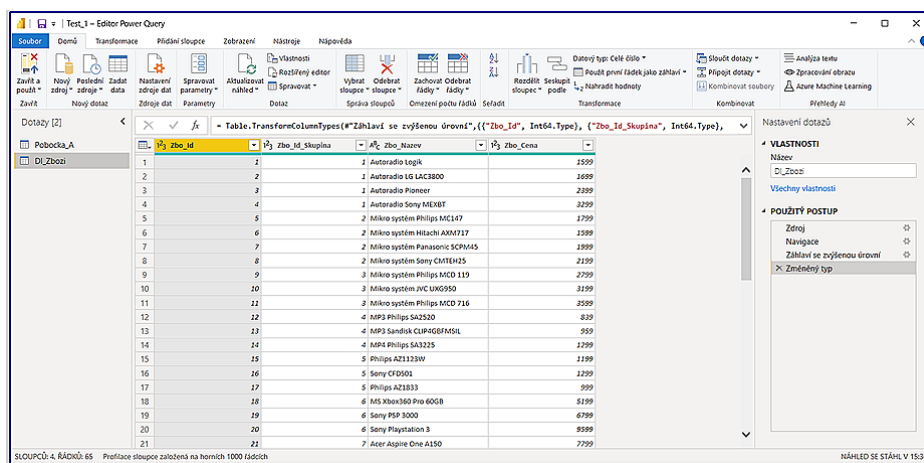 Test_1 – Editor Power Query
Soubor Domů Transformace Přidání sloupce Zobrazení Nástroje Nápověda
Zavřít a použít
Nový zdroj
Poslední zdroje
Zadat data
Nastavení zdroje dat
Spravovat parametry
Aktualizovat náhled
Vlastnosti
Rozšířený editor
Spravovat
Vybrat sloupce
Odebrat sloupce
Zachovat řádky
Odebrat řádky
Rozdělit sloupec
Seskupit podle
Datový typ: Celé číslo
Použít první řádek jako záhlaví
Nahradit hodnoty
Sloučit dotazy
Připojit dotazy
Kombinovat soubory
Analýza textu
Zpracování obrazu
Azure Machine Learning
Zavřít Nový dotaz Zdroje dat Parametry Dotaz Správa sloupců Omezení počtu řádků Seřadit Transformace Kombinovat Přehledy AI
Dotazy [2]
Pobocka_A
DI_Zbozi
= Table.TransformColumnTypes(#"Záhlaví se zvýšenou úrovní",{{"Zbo_Id", Int64.Type}, {"Zbo_Id_Skupina", Int64.Type},
Zbo_Id Zbo_Id_Skupina Zbo_Nazev Zbo_Cena
1 1 1 Autoradio Logik 1599
2 2 1 Autoradio LG LAC3800 1699
3 3 1 Autoradio Pioneer 2399
4 4 1 Autoradio Sony MEXBT 3299
5 5 2 Mikro systém Philips MC147 1799
6 6 2 Mikro systém Hitachi AXM717 1599
7 7 2 Mikro systém Panasonic SCPM45 1999
8 8 2 Mikro systém Sony CMTEH25 2199
9 9 3 Mikro systém Philips MCD 119 2799
10 10 3 Mikro systém JVC UXG950 3199
11 11 3 Mikro systém Philips MCD 716 3599
12 12 4 MP3 Philips SA2520 839
13 13 4 MP3 Sandisk CLIP4GBFMSIL 959
14 14 4 MP4 Philips SA3225 1299
15 15 5 Philips AZ1123W 1199
16 16 5 Sony CFD501 1299
17 17 5 Philips AZ1833 999
18 18 6 MS Xbox360 Pro 60GB 5199
19 19 6 Sony PSP 3000 6799
20 20 6 Sony Playstation 3 9599
21 21 7 Acer Aspire One A150 7799
Nastavení dotazů
VLASTNOSTI
Název
DI_Zbozi
Všechny vlastnosti
POUŽITÝ POSTUP
Zdroj
Navigace
Záhlaví se zvýšenou úrovní
Změněný typ
SLOUPCŮ: 4, ŘÁDKŮ: 65 Profilace sloupce založená na horních 1000 řádcích
NÁHLED SE STÁHL V 15:3